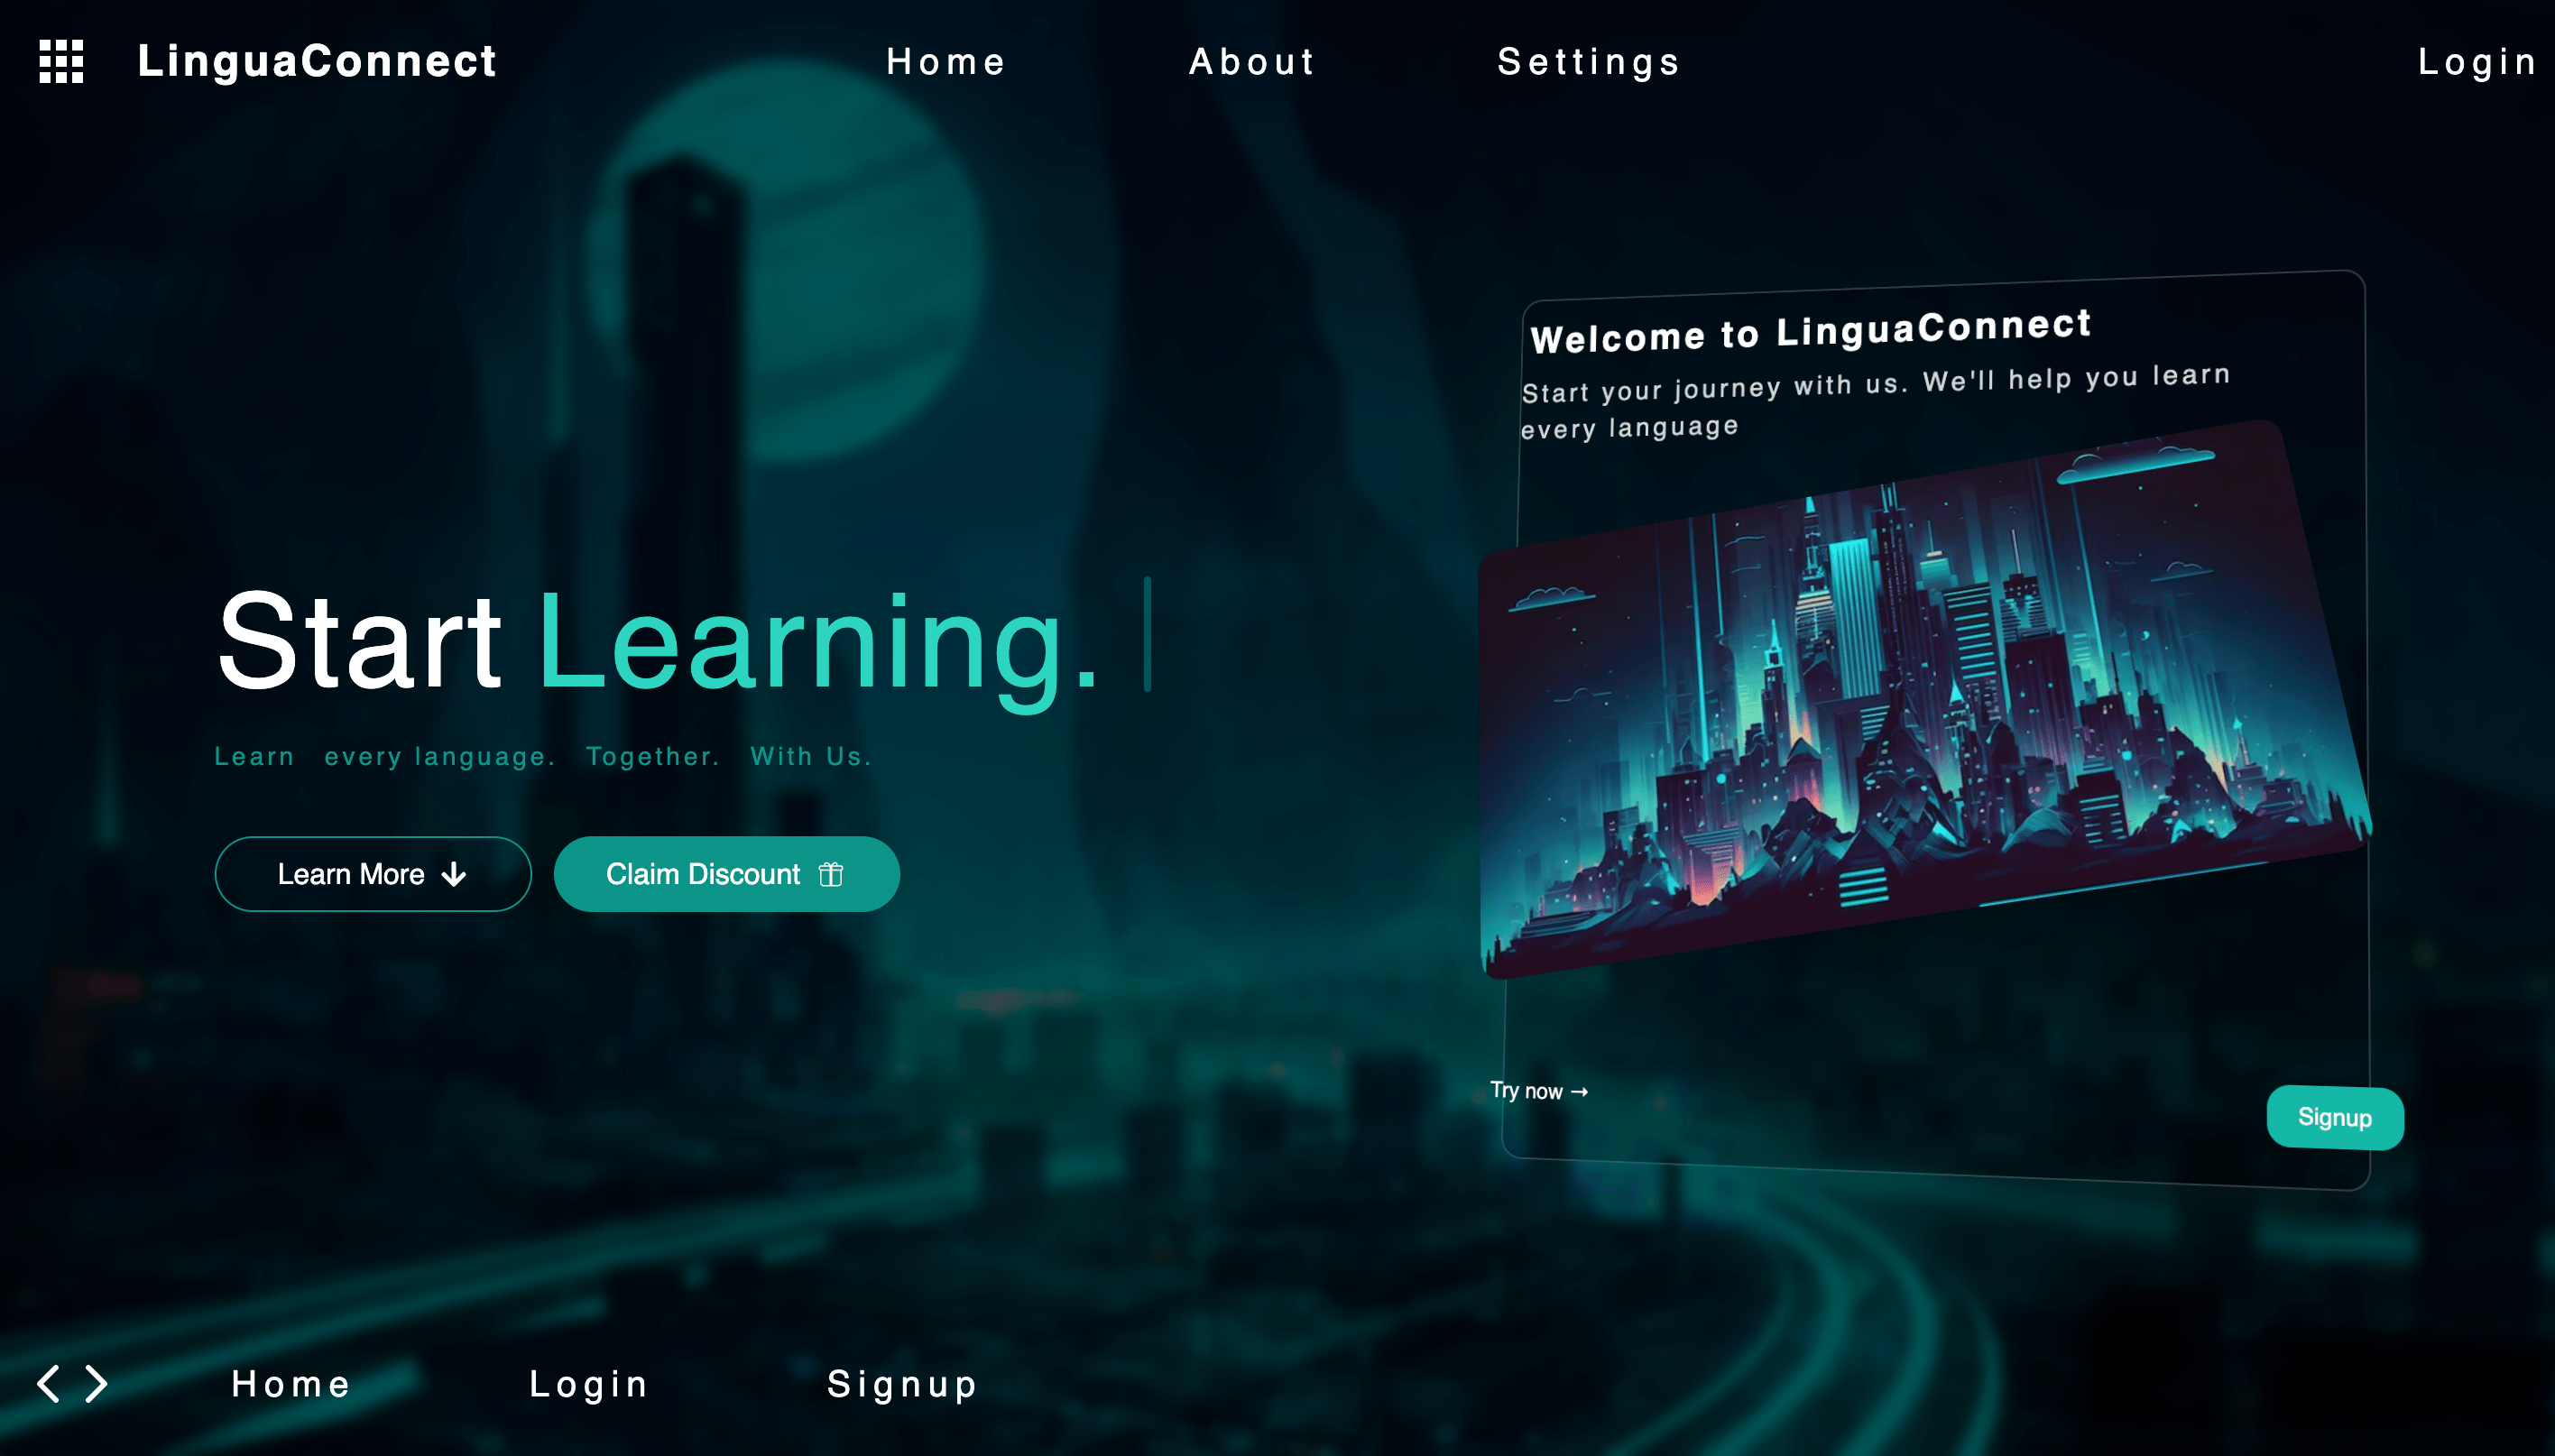 LinguaConnect
Home
About
Settings
Login
Welcome to LinguaConnect
Start your journey with us. We'll help you learn
every language
Start Learning.
Learn every language. Together. With Us.
Learn More ↓
Claim Discount
Try now →
Signup
Home
Login
Signup